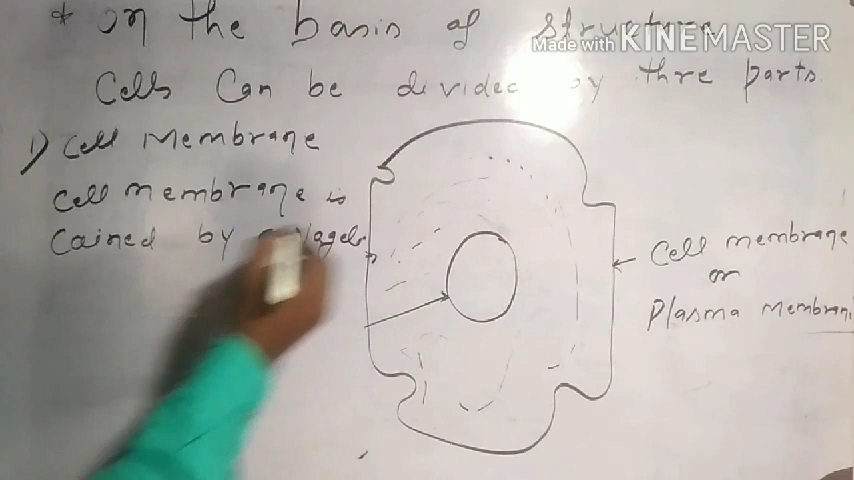 * On the basis of structure
Made with KINEMASTER
Cells Can be divided by thre parts
1) Cell Membrane
Cell membrane is
Cained by
Cell membrane
or
Plasma Membran